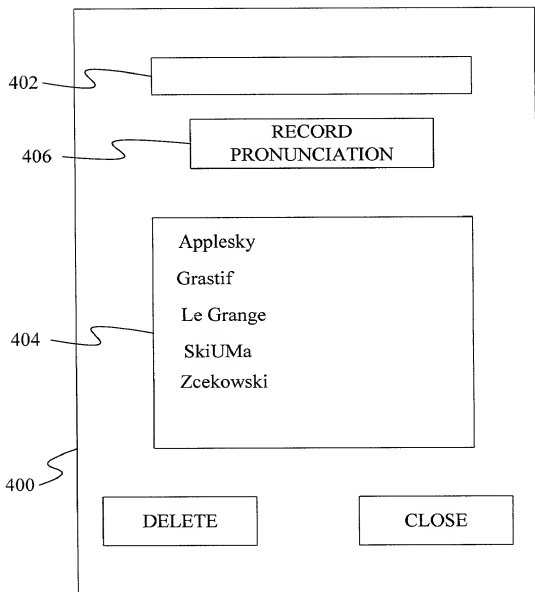 402
RECORD
PRONUNCIATION
406
Applesky
Grastif
Le Grange
404
SkiUMa
Zcekowski
400
DELETE
CLOSE